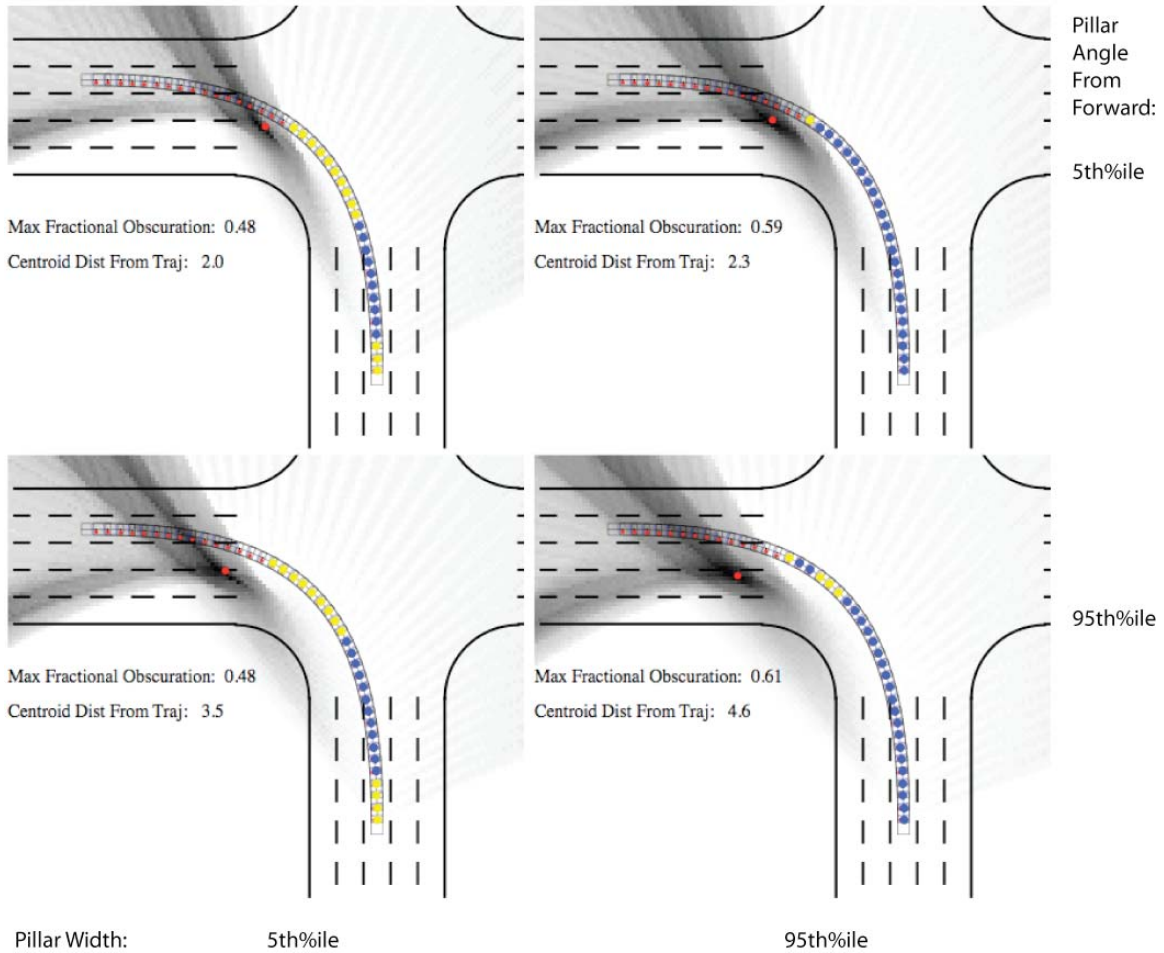 Pillar
Angle
From
Forward:
5th%ile
Max Fractional Obscuration: 0.48
Centroid Dist From Traj: 2.0
Max Fractional Obscuration: 0.59
Centroid Dist From Traj: 2.3
Max Fractional Obscuration: 0.48
Centroid Dist From Traj: 3.5
Max Fractional Obscuration: 0.61
Centroid Dist From Traj: 4.6
95th%ile
Pillar Width: 5th%ile 95th%ile